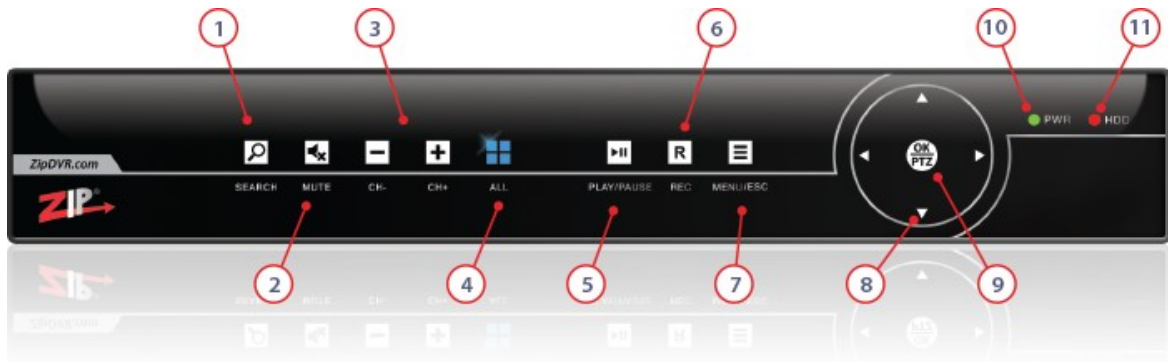 1
3
6
10
11
PWR
HDD
OK
PTZ
R
ZipDVR.com
SEARCH MUTE CH- CH+ ALL PLAY/PAUSE REC MENU/ESC
ZIP®
2
4
5
7
8
9